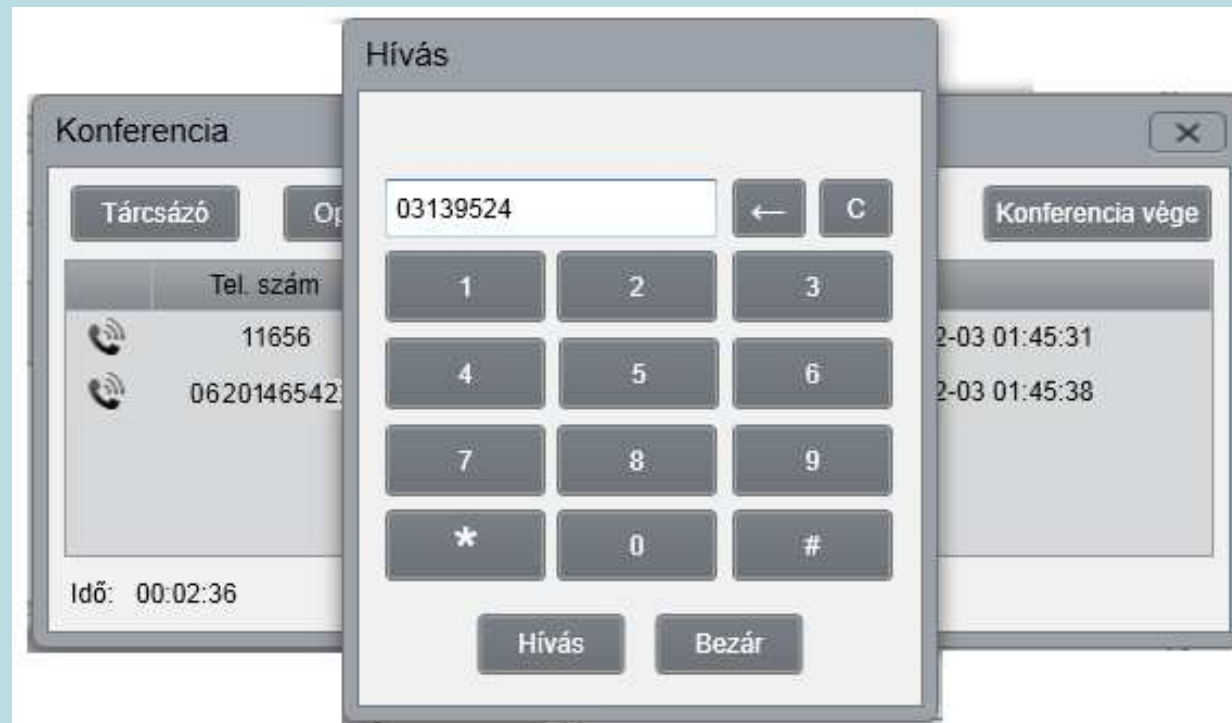 Hívás
Konferencia
Tárcsázó
03139524
←
C
Konferencia vége
Tel. szám
1 2 3
11656
2-03 01:45:31
4 5 6
0620146542
2-03 01:45:38
7 8 9
* 0 #
Idő: 00:02:36
Hívás Bezár